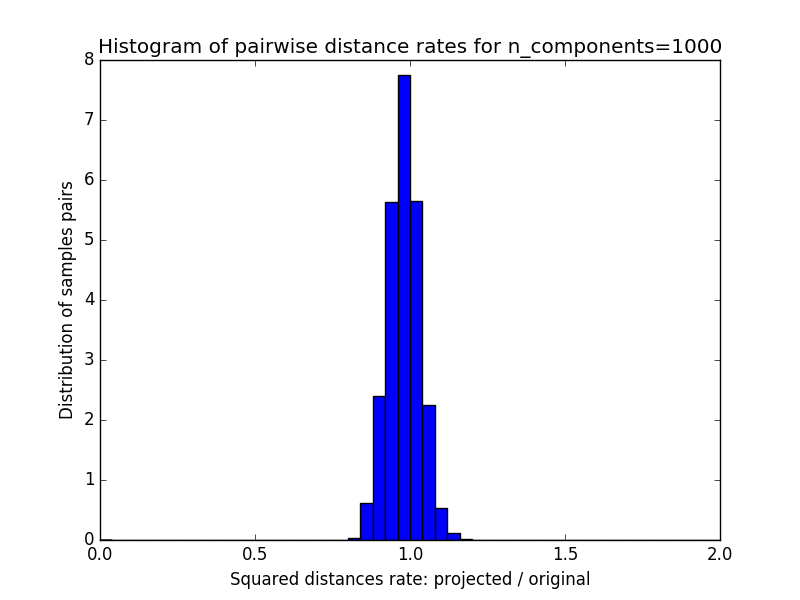 Histogram of pairwise distance rates for n_components=1000
8
7
6
5
4
3
2
1
0
Distribution of samples pairs
0.0 0.5 1.0 1.5 2.0
Squared distances rate: projected / original